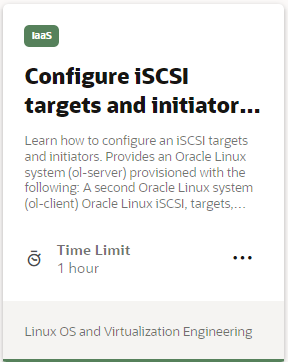 IaaS
Configure iSCSI
targets and initiator...
Learn how to configure an iSCSI targets
and initiators. Provides an Oracle Linux
system (ol-server) provisioned with the
following: A second Oracle Linux system
(ol-client) Oracle Linux iSCSI, targets,...
Time Limit
1 hour
Linux OS and Virtualization Engineering